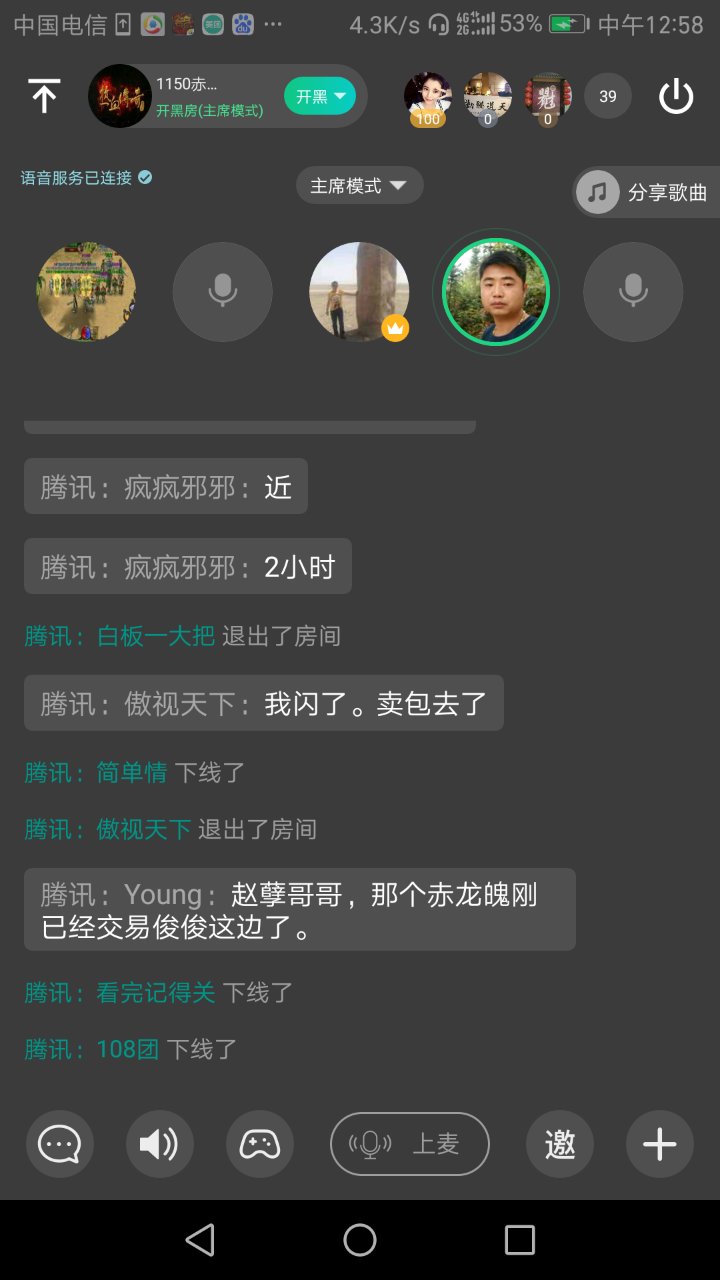 中国电信
4.3K/s 4G 2G 53% 中午12:58
1150赤...
开黑房(主席模式)
开黑
100
0
0
39
语音服务已连接
主席模式
分享歌曲
腾讯：疯疯邪邪：近
腾讯：疯疯邪邪：2小时
腾讯：白板一大把 退出了房间
腾讯：傲视天下：我闪了。卖包去了
腾讯：简单情 下线了
腾讯：傲视天下 退出了房间
腾讯：Young：赵孽哥哥，那个赤龙魄刚
已经交易俊俊这边了。
腾讯：看完记得关 下线了
腾讯：108团 下线了
上麦
邀